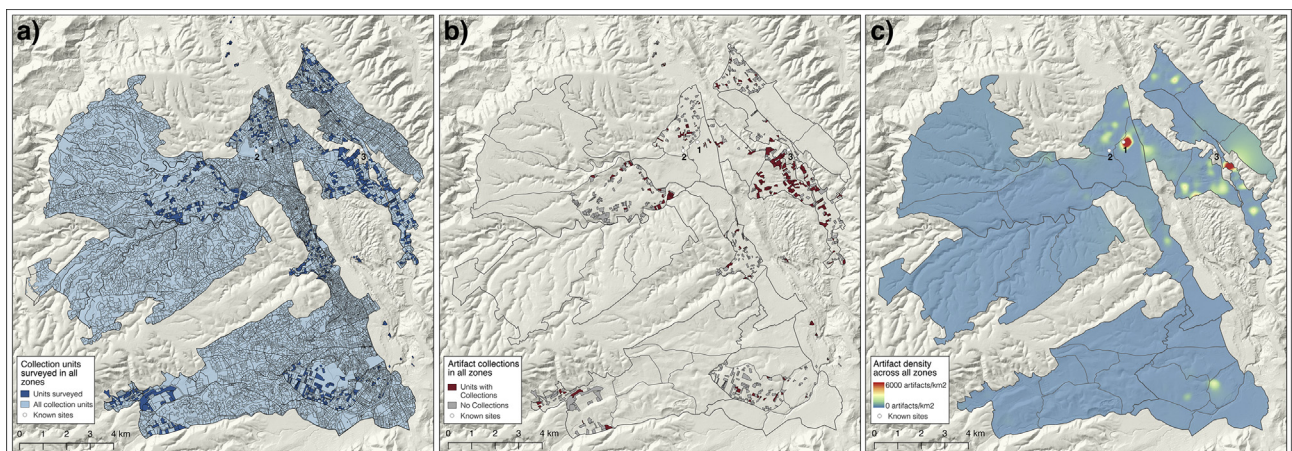 a)
2
1
3
Collection units
surveyed in all
zones
Units surveyed
All collection units
Known sites
0 1 2 3 4 km
b)
2
1
3
Artifact collections
in all zones
Units with
Collections
No Collections
Known sites
0 1 2 3 4 km
c)
2
1
3
Artifact density
across all zones
6000 artifacts/km2
0 artifacts/km2
Known sites
0 1 2 3 4 km